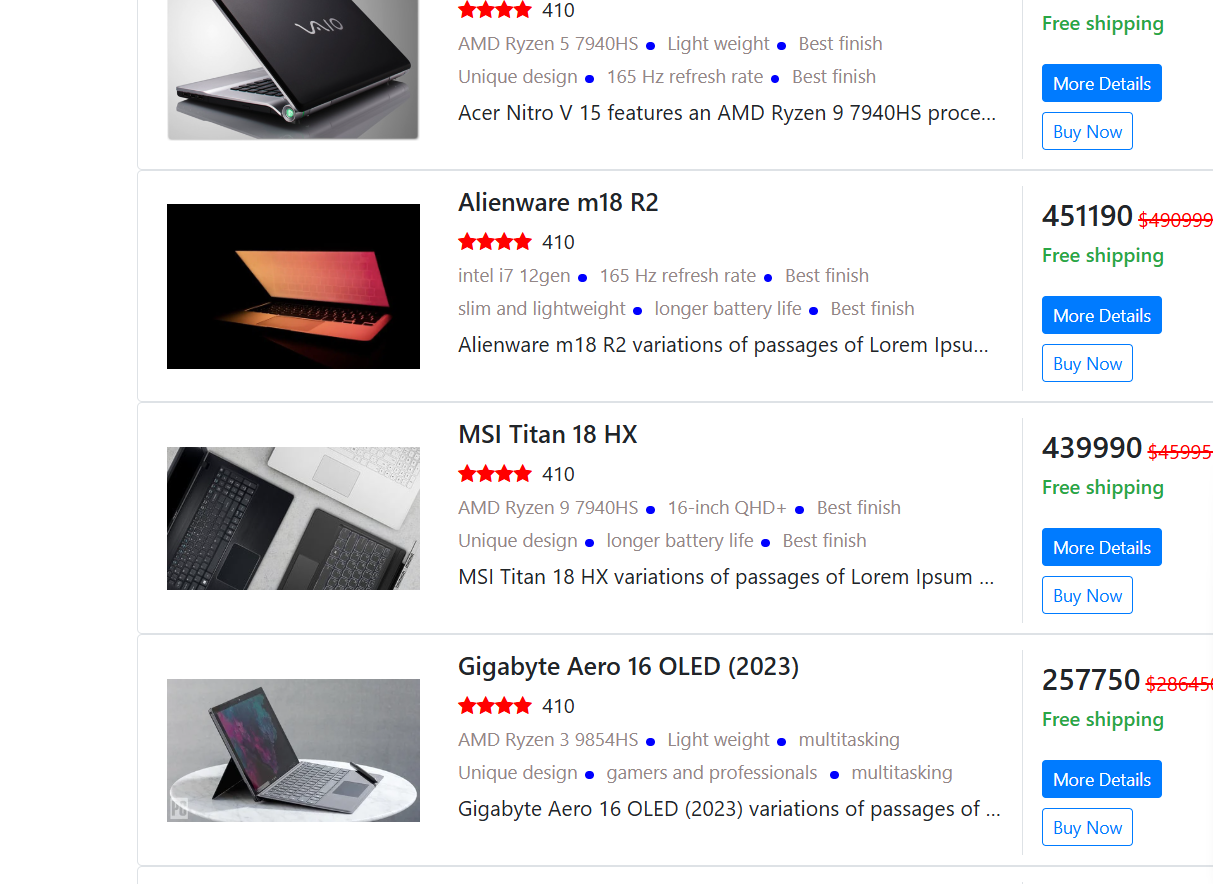 VAIO
410
AMD Ryzen 5 7940HS • Light weight • Best finish
Unique design • 165 Hz refresh rate • Best finish
Acer Nitro V 15 features an AMD Ryzen 9 7940HS proce...
Free shipping
More Details
Buy Now
Alienware m18 R2
410
intel i7 12gen • 165 Hz refresh rate • Best finish
slim and lightweight • longer battery life • Best finish
Alienware m18 R2 variations of passages of Lorem Ipsu...
451190 $490999
Free shipping
More Details
Buy Now
MSI Titan 18 HX
410
AMD Ryzen 9 7940HS • 16-inch QHD+ • Best finish
Unique design • longer battery life • Best finish
MSI Titan 18 HX variations of passages of Lorem Ipsum ...
439990 $45995
Free shipping
More Details
Buy Now
Gigabyte Aero 16 OLED (2023)
410
AMD Ryzen 3 9854HS • Light weight • multitasking
Unique design • gamers and professionals • multitasking
Gigabyte Aero 16 OLED (2023) variations of passages of ...
257750 $286450
Free shipping
More Details
Buy Now